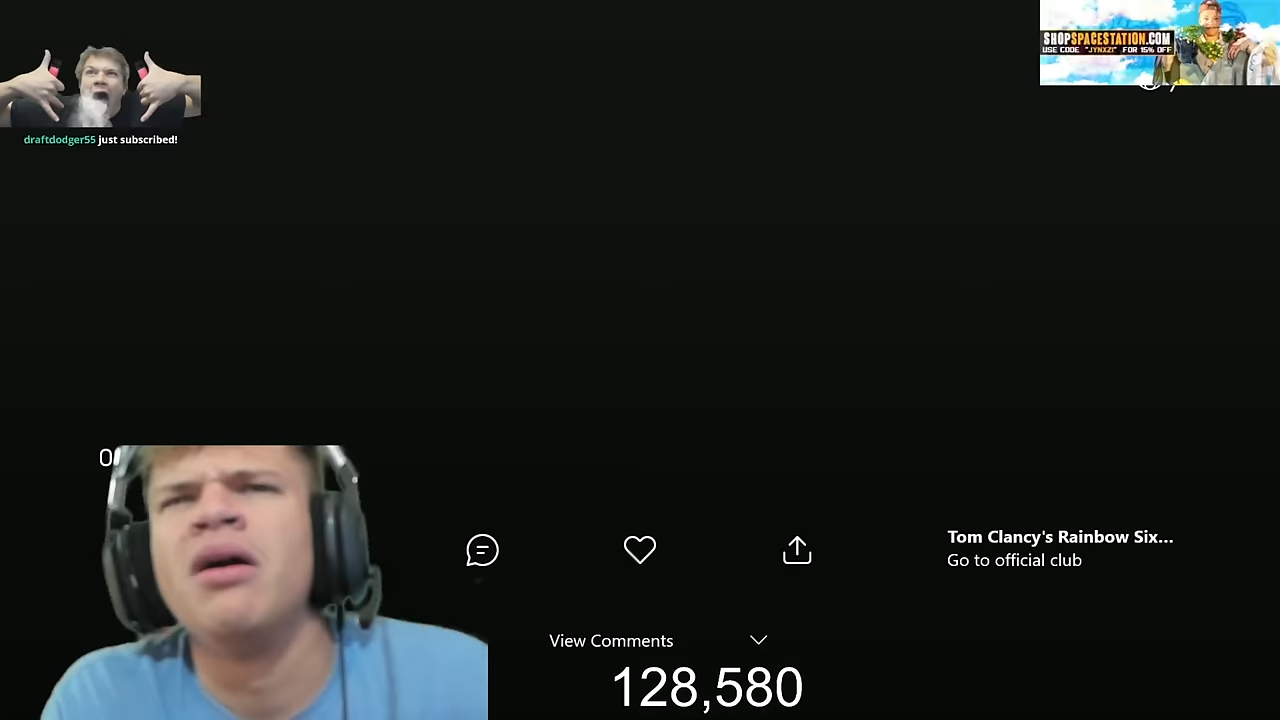 SHOPSPACESTATION.COM
USE CODE "JYNXZI" FOR 15% OFF
draftdodger55 just subscribed!
Tom Clancy's Rainbow Six...
Go to official club
View Comments
128,580